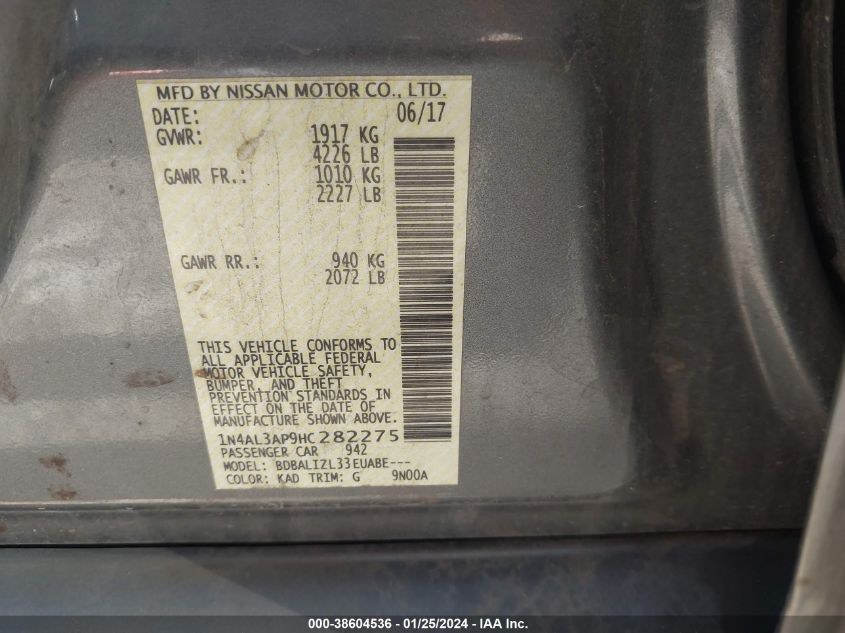 MFD BY NISSAN MOTOR CO., LTD.
DATE: 06/17
GVWR: 1917 KG
4226 LB
GAWR FR.: 1010 KG
2227 LB
GAWR RR.: 940 KG
2072 LB
THIS VEHICLE CONFORMS TO
ALL APPLICABLE FEDERAL
MOTOR VEHICLE SAFETY,
BUMPER, AND THEFT
PREVENTION STANDARDS IN
EFFECT ON THE DATE OF
MANUFACTURE SHOWN ABOVE.
1N4AL3AP9HC282275
PASSENGER CAR 942
MODEL: BDBALIZL33EUABE---
COLOR: KAD TRIM: G 9N00A
000-38604536 - 01/25/2024 - IAA Inc.